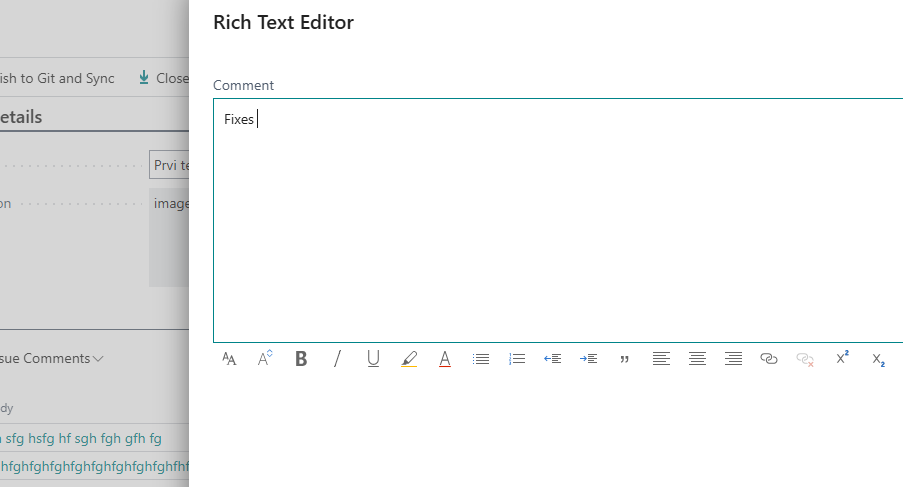 Rich Text Editor
ish to Git and Sync Close
Comment
etails
Fixes
Prvi te
on
image
sue Comments
dy
sfg hsfg hf sgh fgh gfh fg
hfghfghfghfghfghfghfghfghfghfhf